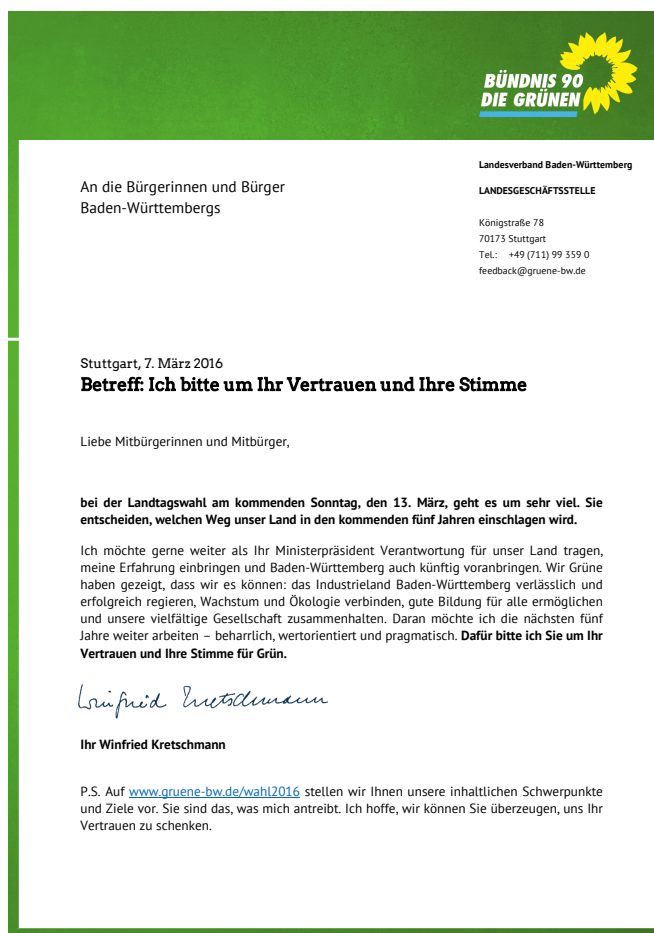 BÜNDNIS 90
DIE GRÜNEN
Landesverband Baden-Württemberg
LANDESGESCHÄFTSSTELLE
Königstraße 78
70173 Stuttgart
Tel.: +49 (711) 99 359 0
feedback@gruene-bw.de
An die Bürgerinnen und Bürger
Baden-Württembergs
Stuttgart, 7. März 2016
Betreff: Ich bitte um Ihr Vertrauen und Ihre Stimme
Liebe Mitbürgerinnen und Mitbürger,
bei der Landtagswahl am kommenden Sonntag, den 13. März, geht es um sehr viel. Sie
entscheiden, welchen Weg unser Land in den kommenden fünf Jahren einschlagen wird.
Ich möchte gerne weiter als Ihr Ministerpräsident Verantwortung für unser Land tragen,
meine Erfahrung einbringen und Baden-Württemberg auch künftig voranbringen. Wir Grüne
haben gezeigt, dass wir es können: das Industrieland Baden-Württemberg verlässlich und
erfolgreich regieren, Wachstum und Ökologie verbinden, gute Bildung für alle ermöglichen
und unsere vielfältige Gesellschaft zusammenhalten. Daran möchte ich die nächsten fünf
Jahre weiter arbeiten – beharrlich, wertorientiert und pragmatisch. Dafür bitte ich Sie um Ihr
Vertrauen und Ihre Stimme für Grün.
Winfried Kretschmann
Ihr Winfried Kretschmann
P.S. Auf www.gruene-bw.de/wahl2016 stellen wir Ihnen unsere inhaltlichen Schwerpunkte
und Ziele vor. Sie sind das, was mich antreibt. Ich hoffe, wir können Sie überzeugen, uns Ihr
Vertrauen zu schenken.